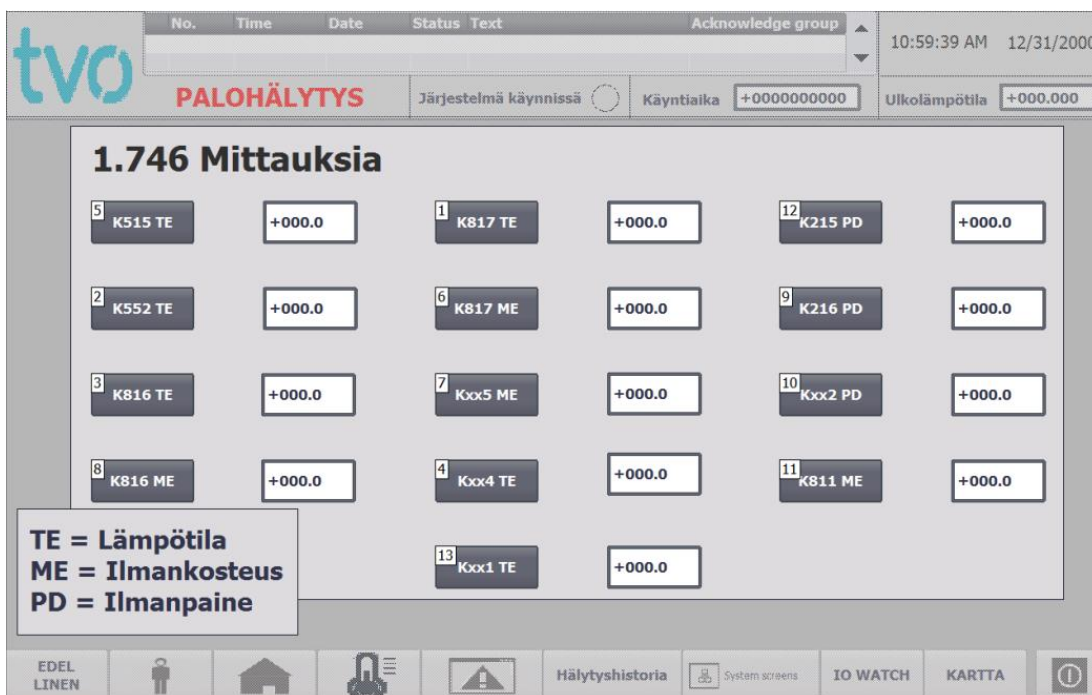 No. Time Date Status Text Acknowledge group
10:59:39 AM 12/31/2000
tvo
PALOHÄLYTYS Järjestelmä käynnissä Käyntiaika +0000000000 Ulkolämpötila +000.000
1.746 Mittauksia
5 K515 TE +000.0 1 K817 TE +000.0 12 K215 PD +000.0
2 K552 TE +000.0 6 K817 ME +000.0 9 K216 PD +000.0
3 K816 TE +000.0 7 Kxx5 ME +000.0 10 Kxx2 PD +000.0
8 K816 ME +000.0 4 Kxx4 TE +000.0 11 K811 ME +000.0
13 Kxx1 TE +000.0
TE = Lämpötila
ME = Ilmankosteus
PD = Ilmanpaine
EDEL
LINEN
Hälytyshistoria System screens IO WATCH KARTTA